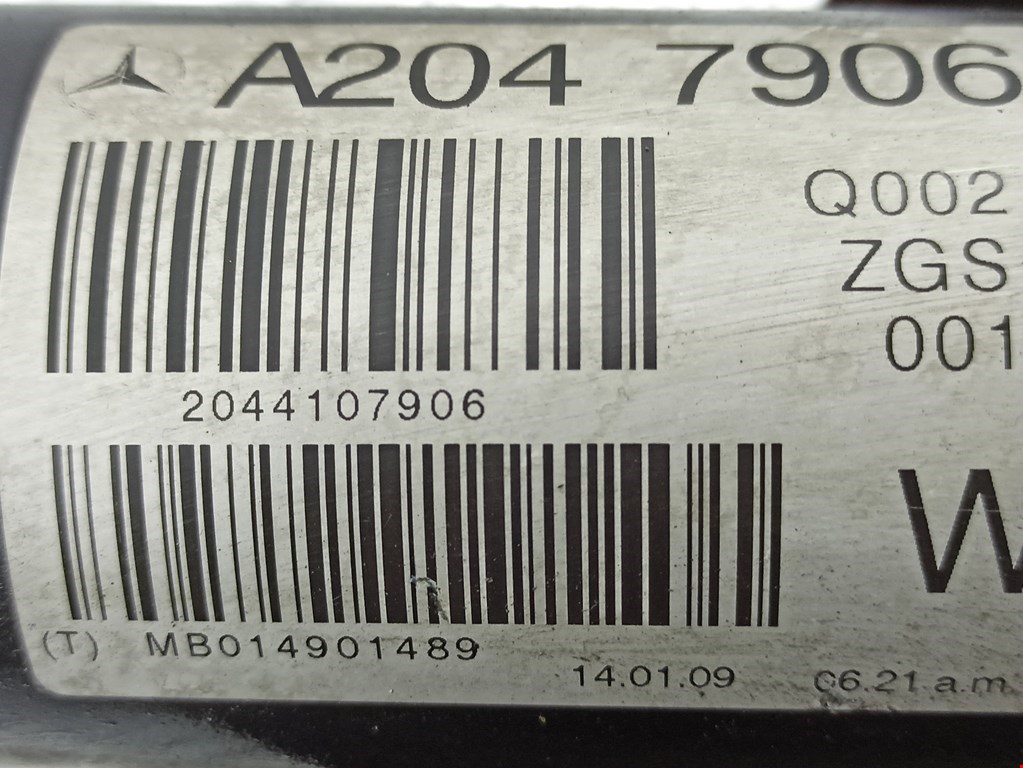 A204 7906
Q002
ZGS
001
2044107906
W
(T) MB014901489
14.01.09 06.21 a.m